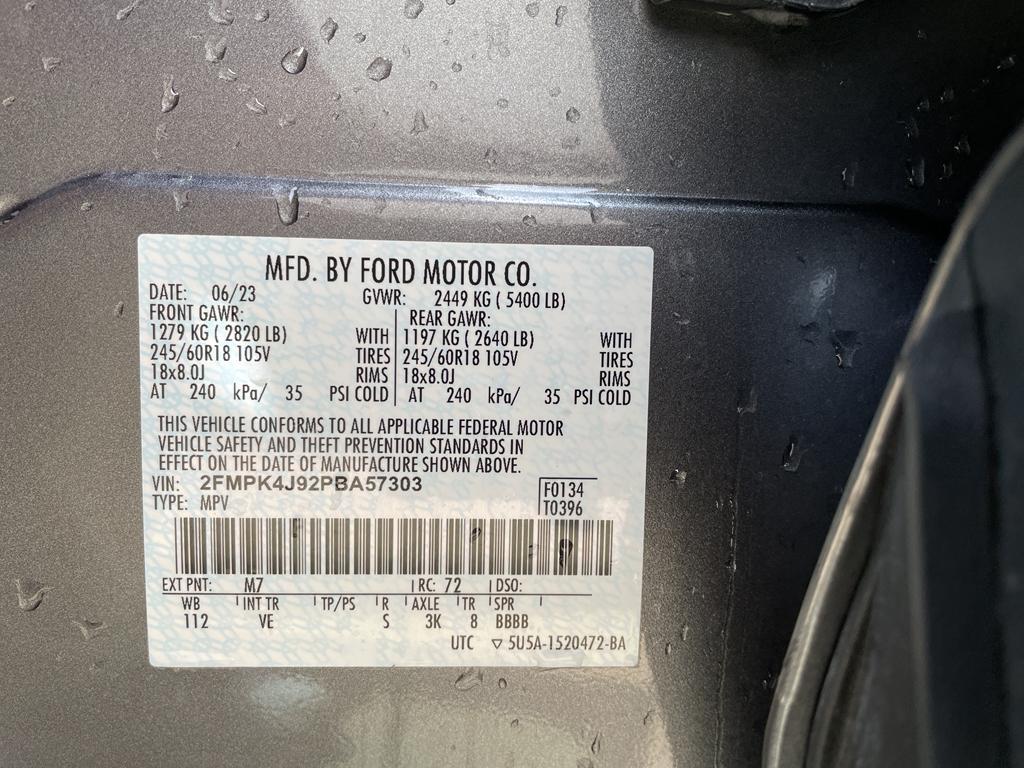 MFD. BY FORD MOTOR CO.
DATE: 06/23 GVWR: 2449 KG ( 5400 LB)
FRONT GAWR: REAR GAWR:
1279 KG ( 2820 LB) WITH 1197 KG ( 2640 LB) WITH
245/60R18 105V TIRES 245/60R18 105V TIRES
18x8.0J RIMS 18x8.0J RIMS
AT 240 kPa/ 35 PSI COLD AT 240 kPa/ 35 PSI COLD
THIS VEHICLE CONFORMS TO ALL APPLICABLE FEDERAL MOTOR
VEHICLE SAFETY AND THEFT PREVENTION STANDARDS IN
EFFECT ON THE DATE OF MANUFACTURE SHOWN ABOVE.
VIN: 2FMPK4J92PBA57303 F0134
TYPE: MPV T0396
EXT PNT: M7 RC: 72 DSO:
WB INT TR TP/PS R AXLE TR SPR
112 VE S 3K 8 BBBB
UTC ▽ 5U5A-1520472-BA